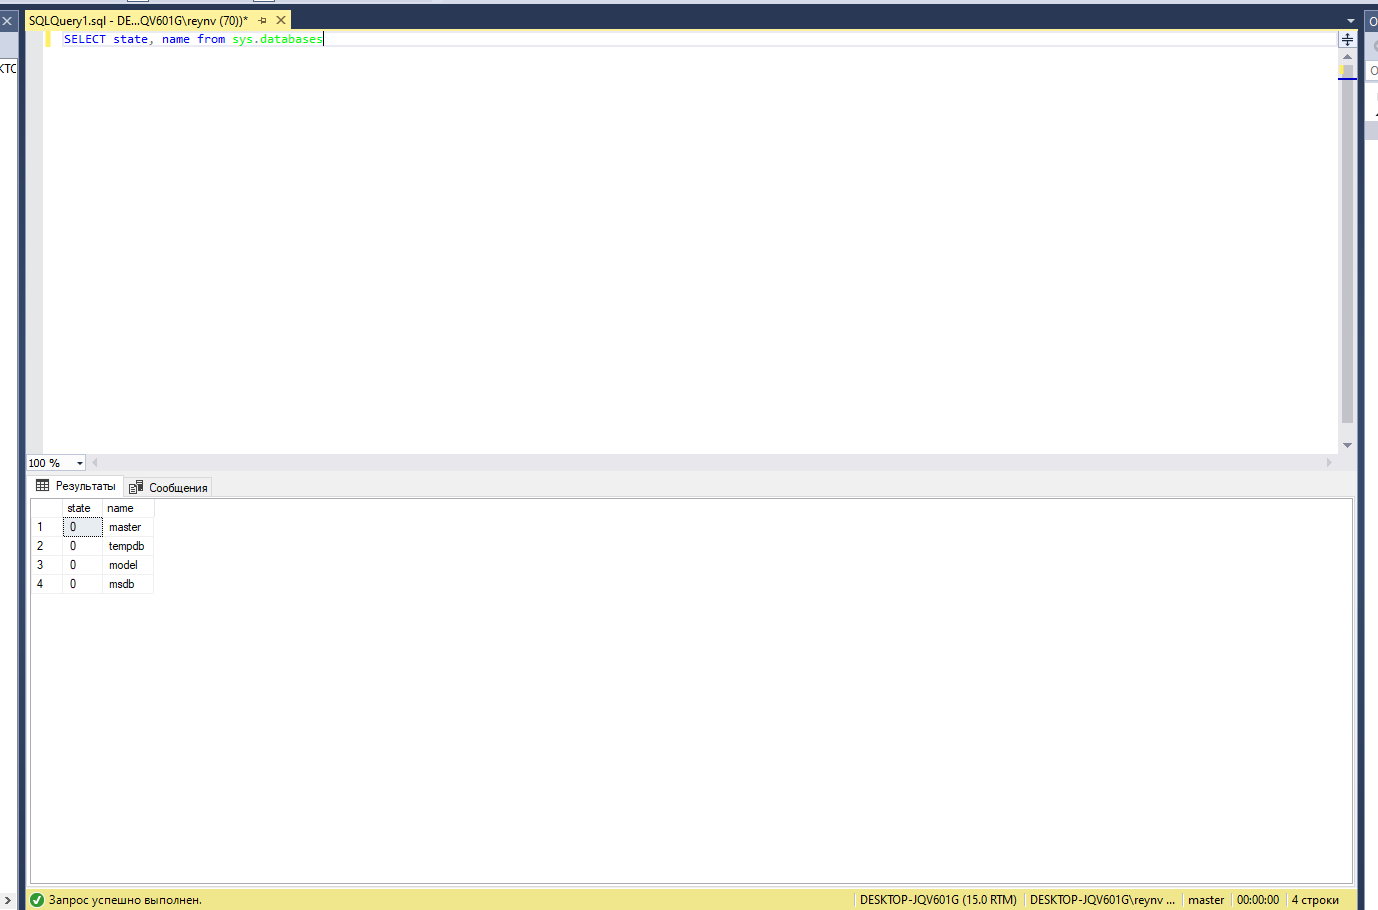 SQLQuery1.sql - DE...QV601G\reynv (70))*
SELECT state, name from sys.databases
100 %
Результаты
Сообщения
state name
1 0 master
2 0 tempdb
3 0 model
4 0 msdb
Запрос успешно выполнен.
DESKTOP-JQV601G (15.0 RTM)
DESKTOP-JQV601G\reynv ...
master
00:00:00
4 строки